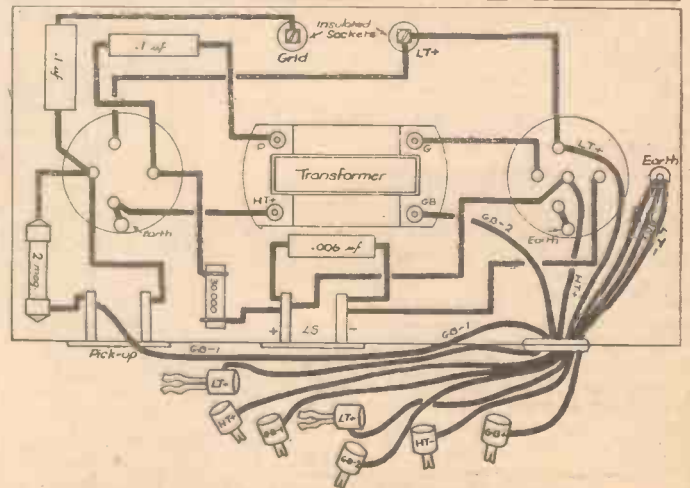 Insulated
Sockets
Grid
LT+
.1 μf
.1 μf
P
G
HT+
GB
Transformer
LT+
Earth
Earth
Earth
GB-2
HT+
.006 μf
2 meg.
30,000
+
LS
-
Pick-up
GB-1
GB-1
HT+
GB-1
LT+
GB-2
HT-
GB+